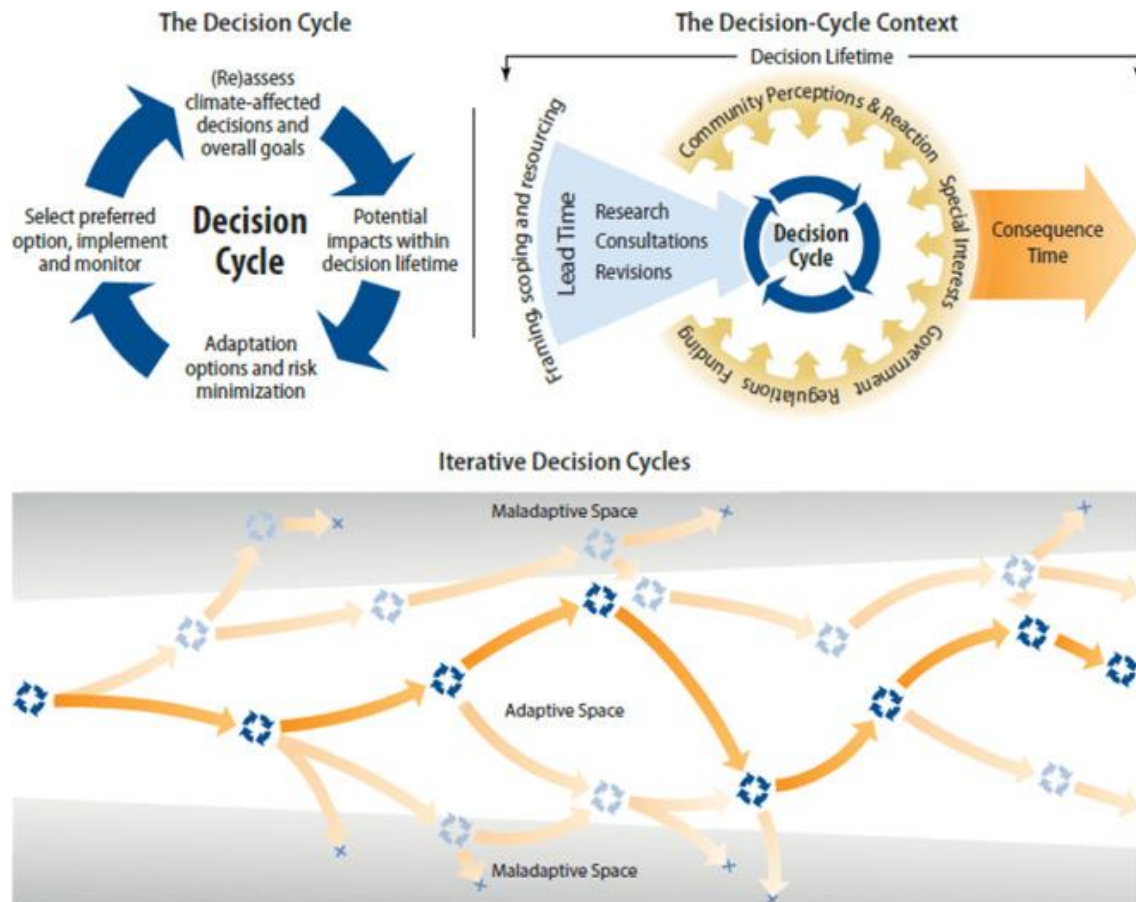 The Decision Cycle
(Re)assess
climate-affected
decisions and
overall goals
Select preferred
option, implement
and monitor
Decision
Cycle
Potential
impacts within
decision lifetime
Adaptation
options and risk
minimization
The Decision-Cycle Context
Decision Lifetime
Framing, scoping and resourcing
Lead Time
Research
Consultations
Revisions
Decision
Cycle
Community Perceptions & Reaction
Special Interests
Government
Regulations
Funding
Consequence
Time
Iterative Decision Cycles
Maladaptive Space
Adaptive Space
Maladaptive Space